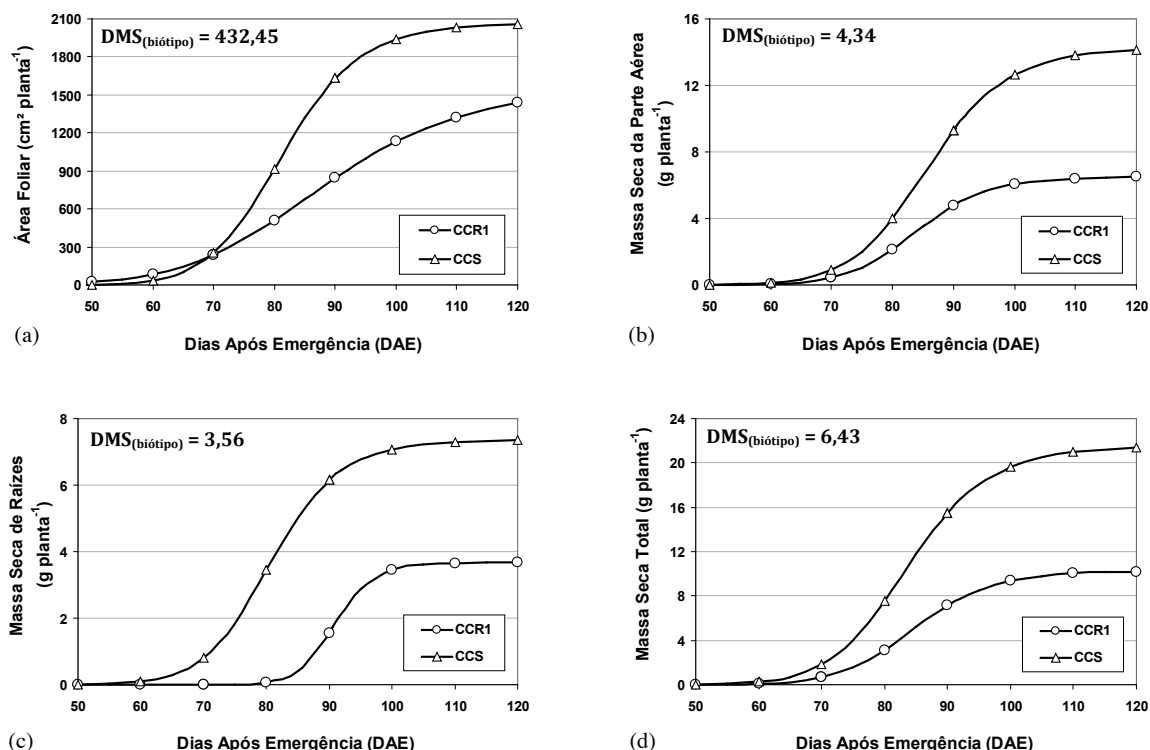 2100
1800
1500
1200
900
600
300
0
Área Foliar (cm² planta⁻¹)
DMS(biótipo) = 432,45
CCR1
CCS
50 60 70 80 90 100 110 120
(a)
Dias Após Emergência (DAE)
16
12
8
4
0
Massa Seca da Parte Aérea
(g planta⁻¹)
DMS(biótipo) = 4,34
CCR1
CCS
50 60 70 80 90 100 110 120
(b)
Dias Após Emergência (DAE)
8
6
4
2
0
Massa Seca de Raízes
(g planta⁻¹)
DMS(biótipo) = 3,56
CCR1
CCS
50 60 70 80 90 100 110 120
(c)
Dias Após Emergência (DAE)
24
20
16
12
8
4
0
Massa Seca Total (g planta⁻¹)
DMS(biótipo) = 6,43
CCR1
CCS
50 60 70 80 90 100 110 120
(d)
Dias Após Emergência (DAE)